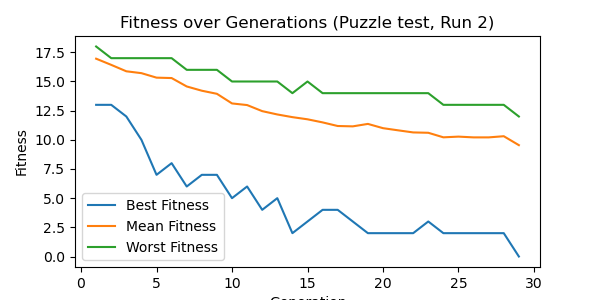 Fitness over Generations (Puzzle test, Run 2)
Fitness
17.5
15.0
12.5
10.0
7.5
5.0
2.5
0.0
Best Fitness
Mean Fitness
Worst Fitness
0 5 10 15 20 25 30
Generation